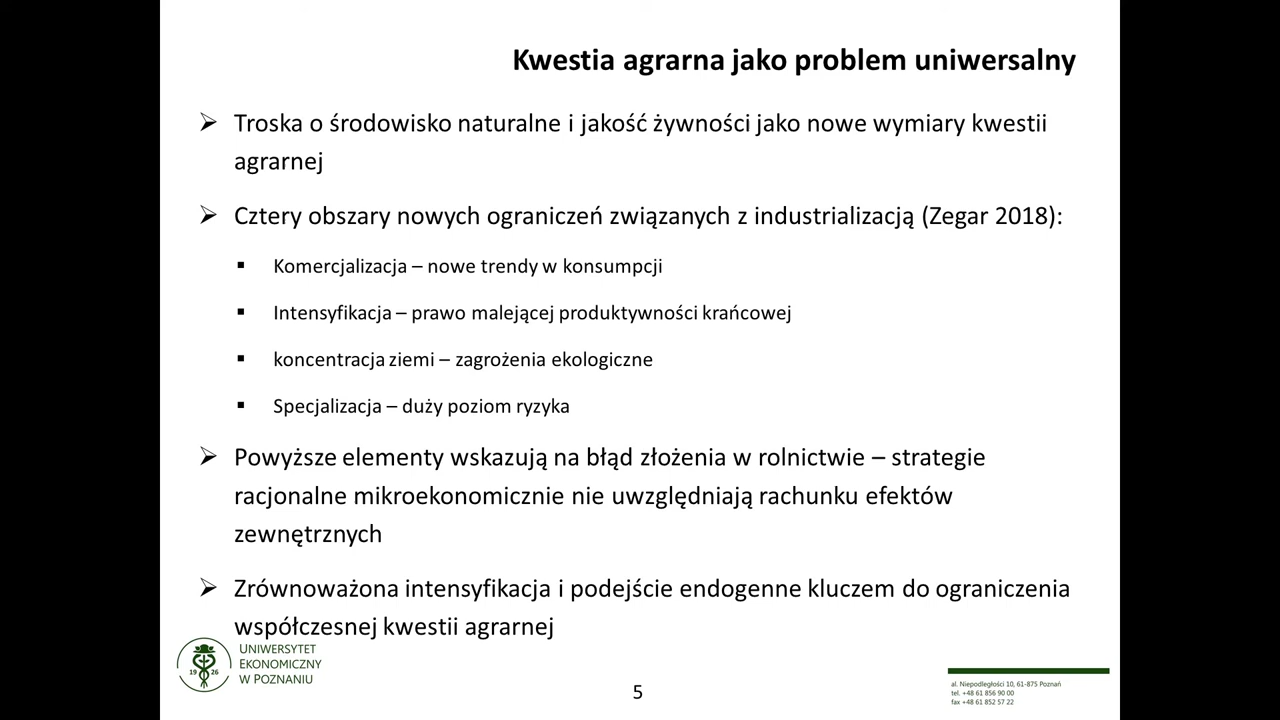 Kwestia agrarna jako problem uniwersalny
Troska o środowisko naturalne i jakość żywności jako nowe wymiary kwestii
agrarnej
Cztery obszary nowych ograniczeń związanych z industrializacją (Zegar 2018):
Komercjalizacja – nowe trendy w konsumpcji
Intensyfikacja – prawo malejącej produktywności krańcowej
koncentracja ziemi – zagrożenia ekologiczne
Specjalizacja – duży poziom ryzyka
Powyższe elementy wskazują na błąd złożenia w rolnictwie – strategie
racjonalne mikroekonomicznie nie uwzględniają rachunku efektów
zewnętrznych
Zrównoważona intensyfikacja i podejście endogenne kluczem do ograniczenia
współczesnej kwestii agrarnej
19 26
UNIWERSYTET
EKONOMICZNY
W POZNANIU
5
al. Niepodległości 10, 61-875 Poznań
tel. +48 61 856 90 00
fax +48 61 852 57 22